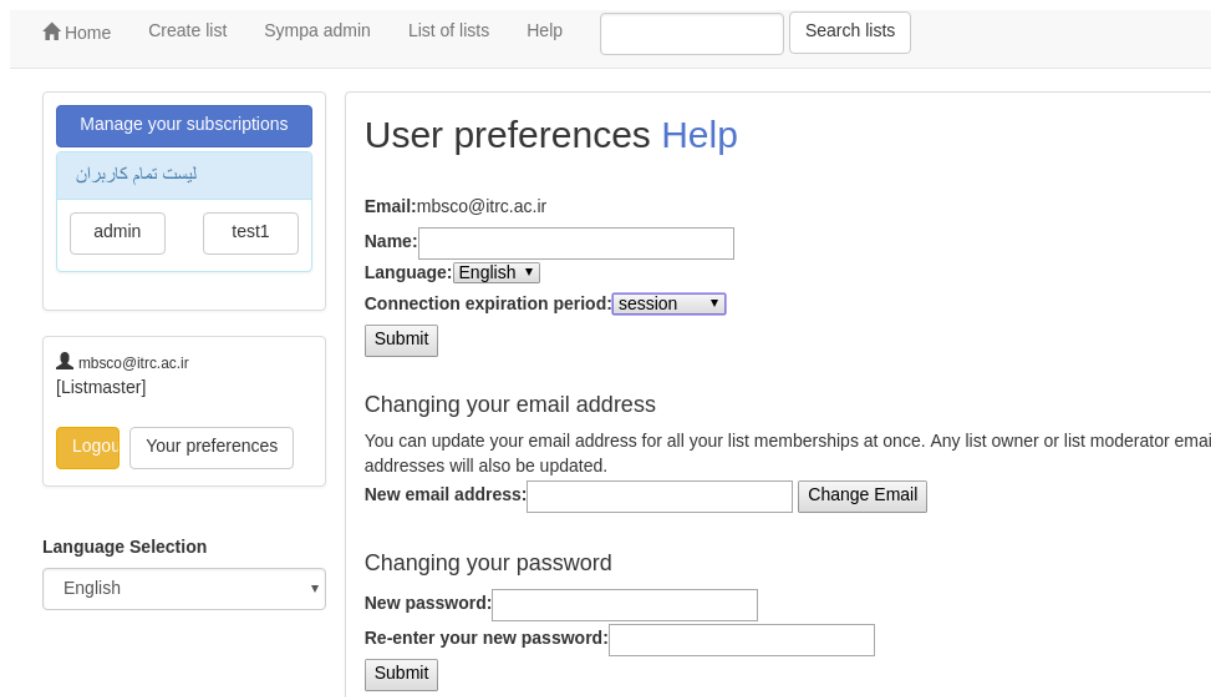 Home Create list Sympa admin List of lists Help Search lists
Manage your subscriptions
لیست تمام کاربران
admin test1
mbsco@itrc.ac.ir
[Listmaster]
Logou Your preferences
Language Selection
English
User preferences Help
Email:mbsco@itrc.ac.ir
Name:
Language: English
Connection expiration period: session
Submit
Changing your email address
You can update your email address for all your list memberships at once. Any list owner or list moderator emai
addresses will also be updated.
New email address: Change Email
Changing your password
New password:
Re-enter your new password:
Submit